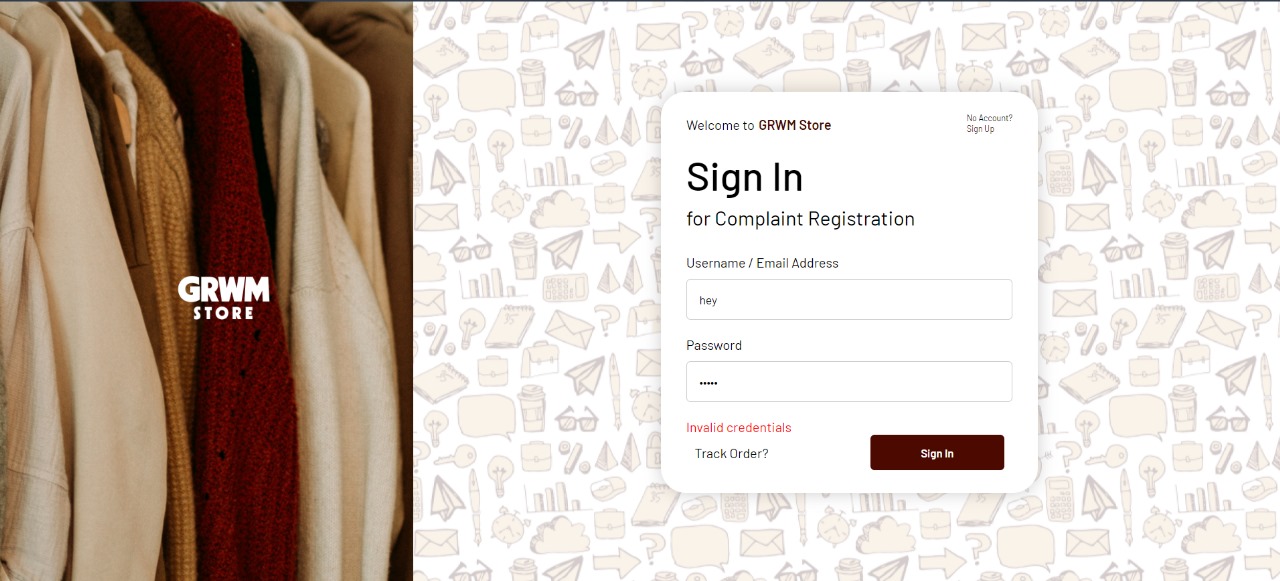 GRWM
STORE
Welcome to GRWM Store
No Account?
Sign Up
Sign In
for Complaint Registration
Username / Email Address
hey
Password
•••••
Invalid credentials
Track Order?
Sign In